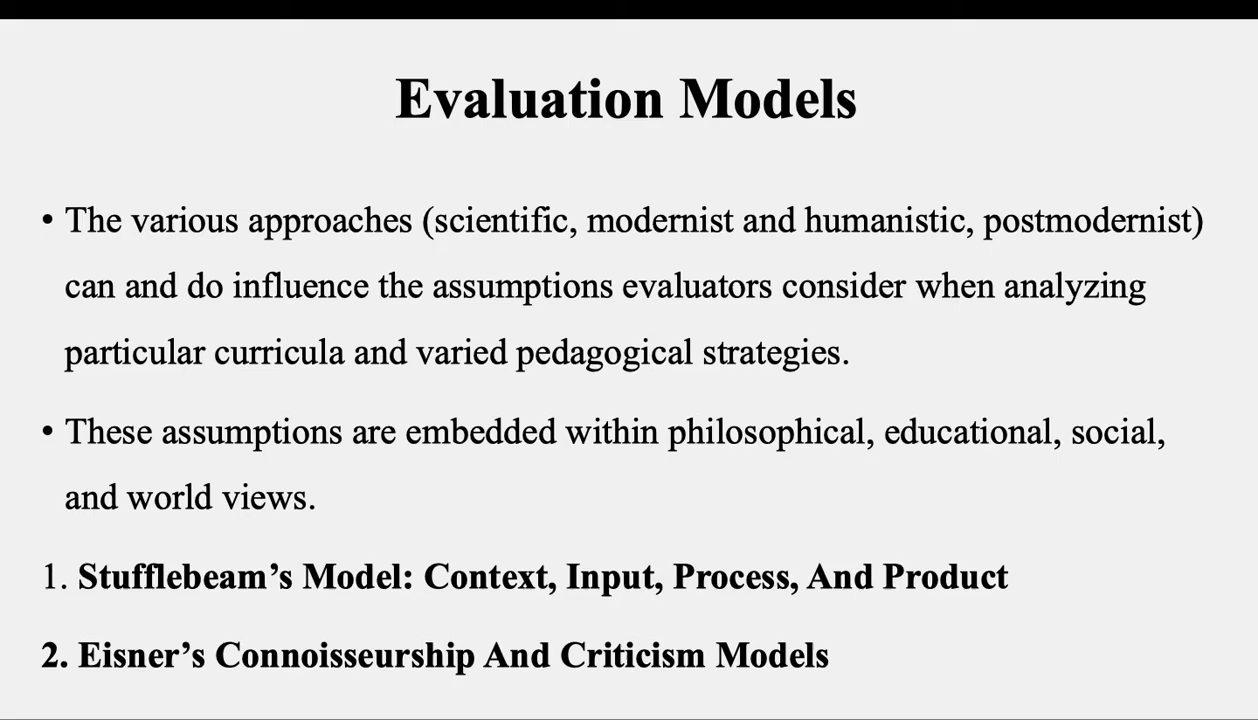 Evaluation Models
• The various approaches (scientific, modernist and humanistic, postmodernist)
can and do influence the assumptions evaluators consider when analyzing
particular curricula and varied pedagogical strategies.
• These assumptions are embedded within philosophical, educational, social,
and world views.
1. Stufflebeam’s Model: Context, Input, Process, And Product
2. Eisner’s Connoisseurship And Criticism Models